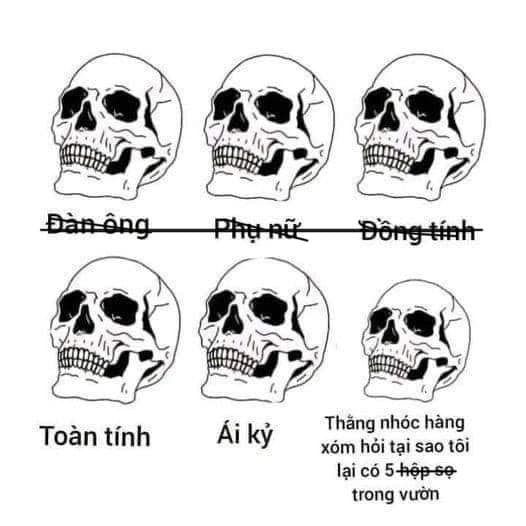 Đàn ông Phụ nữ Đồng tính
Toàn tính Ái kỷ
Thằng nhóc hàng
xóm hỏi tại sao tôi
lại có 5 hộp sọ
trong vườn